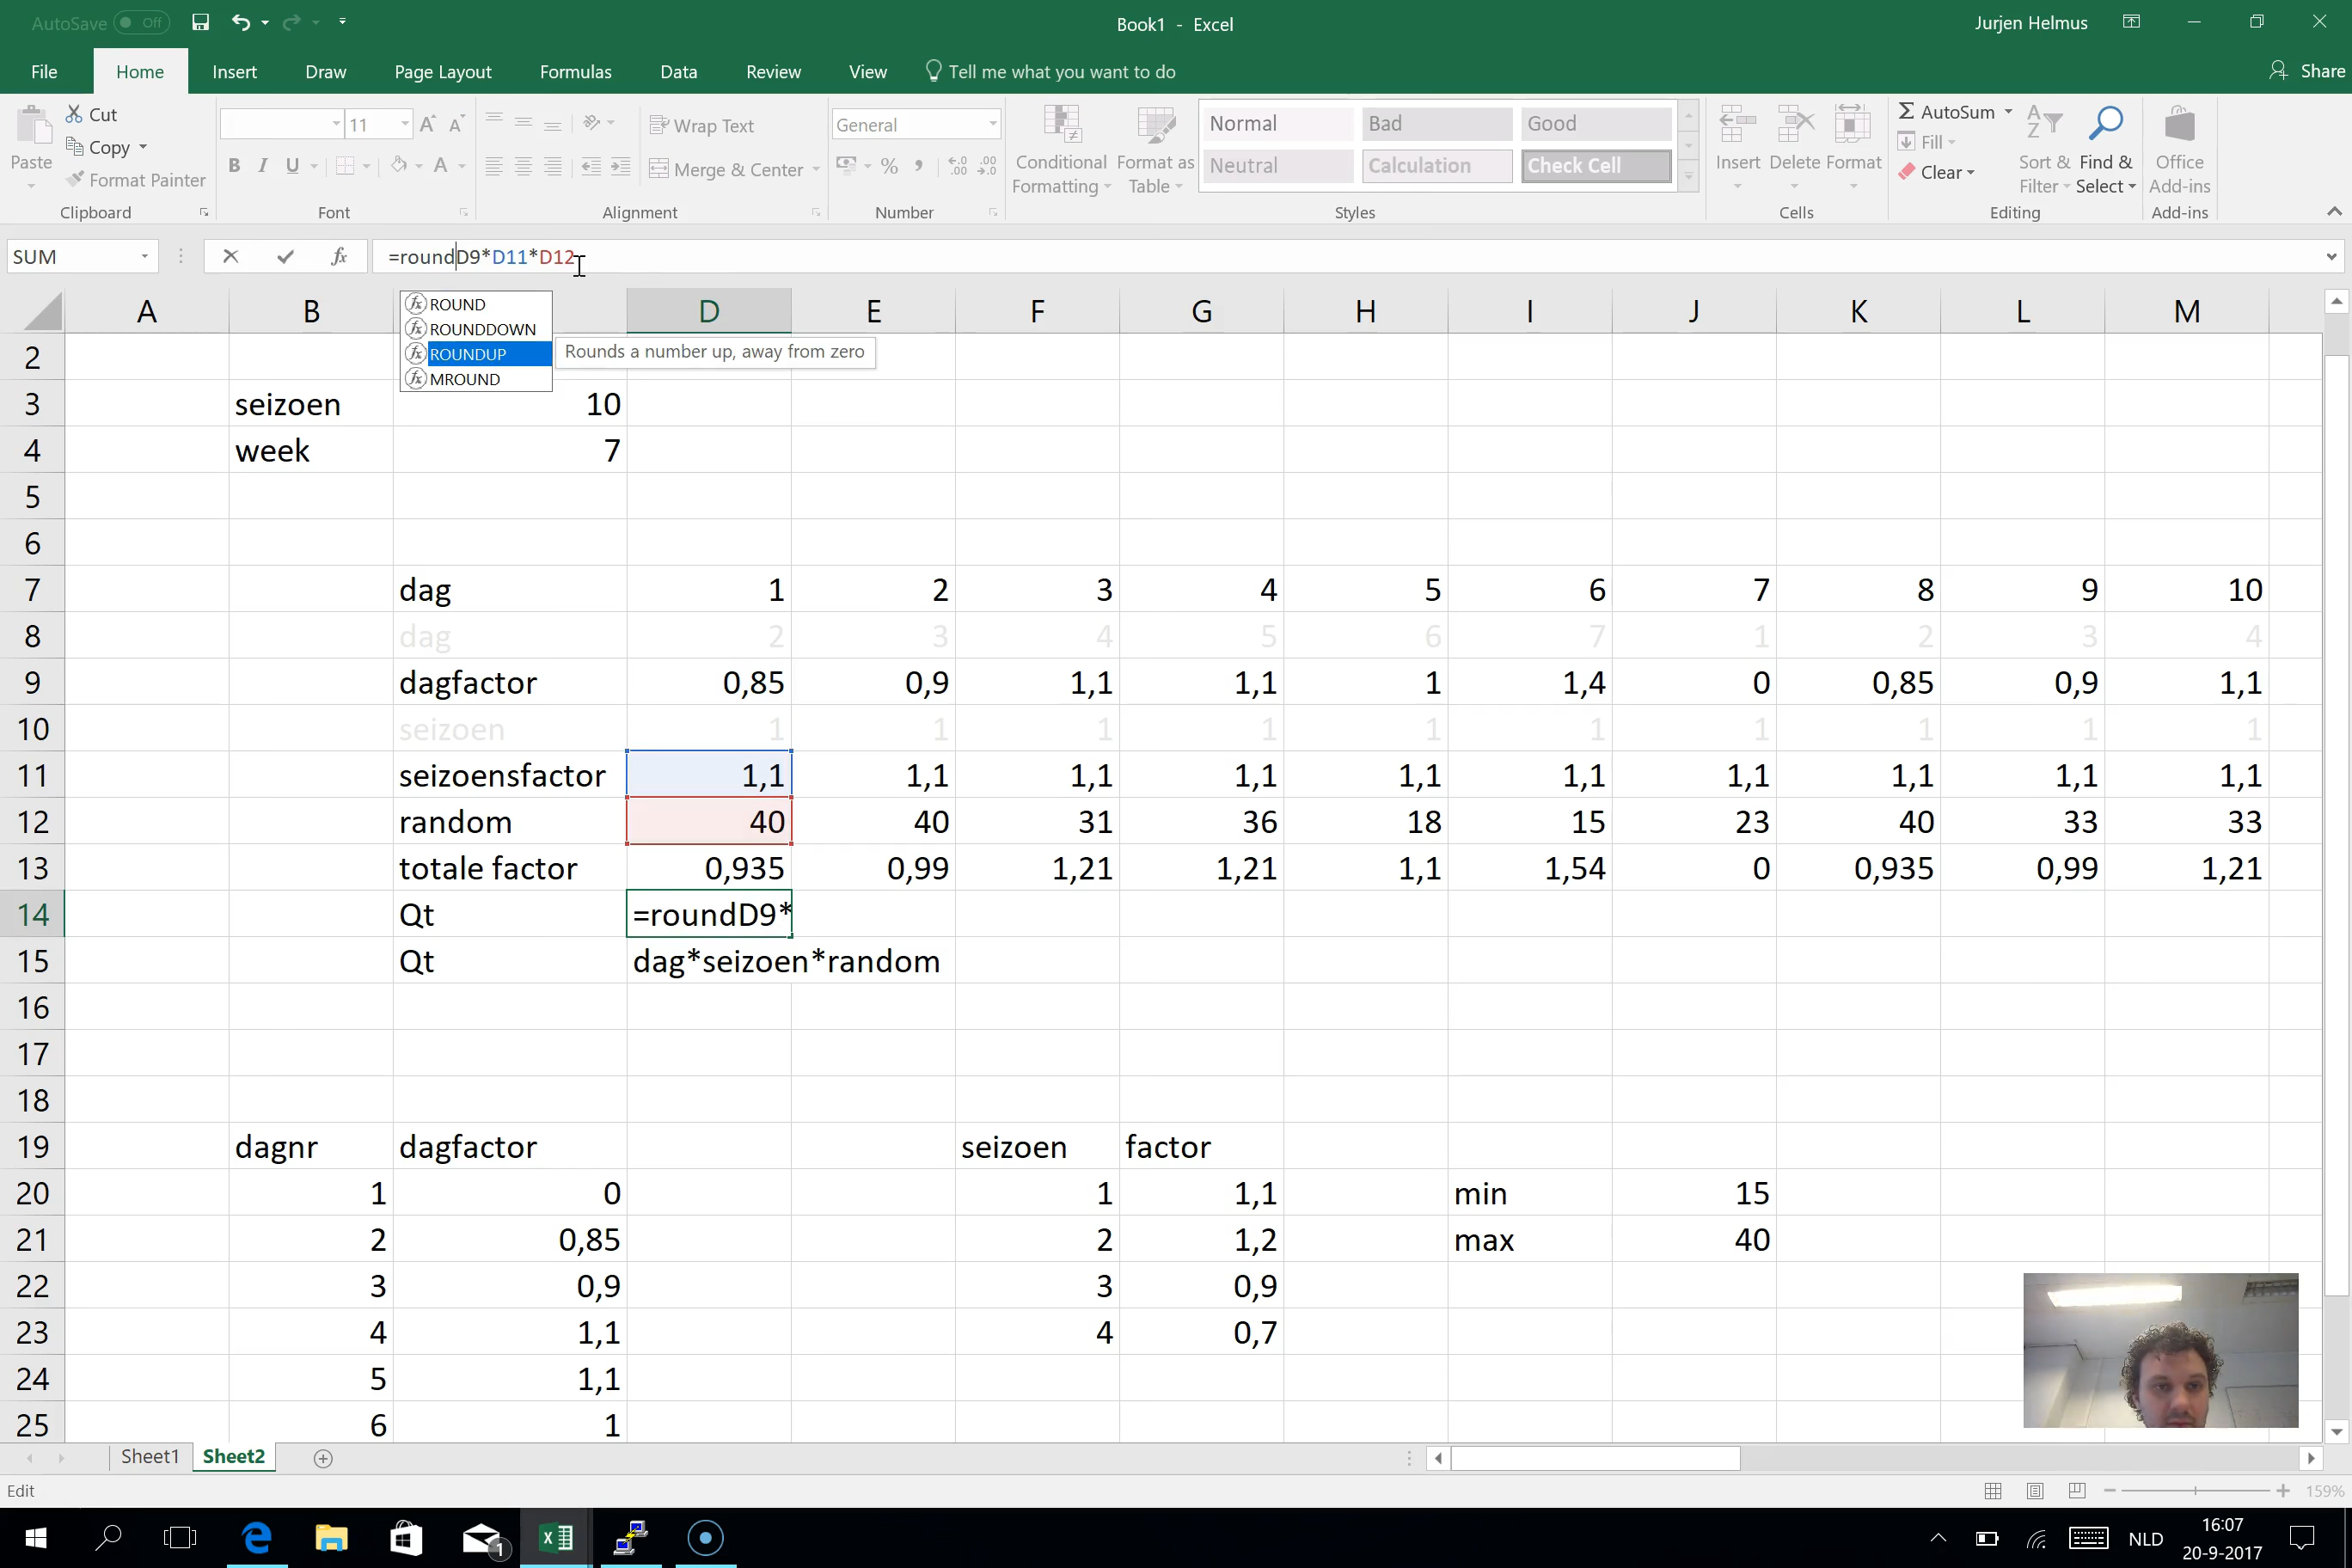 AutoSave Off
Book1 - Excel
Jurjen Helmus
File Home Insert Draw Page Layout Formulas Data Review View Tell me what you want to do Share
Paste Cut Copy Format Painter Clipboard
11 B I U A Font
Wrap Text Merge & Center Alignment
General % Number
Conditional Formatting Format as Table
Normal Bad Good
Neutral Calculation Check Cell
Styles
Insert Delete Format Cells
AutoSum Fill Clear Sort & Filter Find & Select Editing
Office Add-ins Add-ins
SUM fx =roundD9*D11*D12
ROUND
ROUNDDOWN
ROUNDUP Rounds a number up, away from zero
MROUND
A B D E F G H I J K L M
2
3 seizoen 10
4 week 7
5
6
7 dag 1 2 3 4 5 6 7 8 9 10
8 dag 2 3 4 5 6 7 1 2 3 4
9 dagfactor 0,85 0,9 1,1 1,1 1 1,4 0 0,85 0,9 1,1
10 seizoen 1 1 1 1 1 1 1 1 1 1
11 seizoensfactor 1,1 1,1 1,1 1,1 1,1 1,1 1,1 1,1 1,1 1,1
12 random 40 40 31 36 18 15 23 40 33 33
13 totale factor 0,935 0,99 1,21 1,21 1,1 1,54 0 0,935 0,99 1,21
14 Qt =roundD9*
15 Qt dag*seizoen*random
16
17
18
19 dagnr dagfactor seizoen factor
20 1 0 1 1,1 min 15
21 2 0,85 2 1,2 max 40
22 3 0,9 3 0,9
23 4 1,1 4 0,7
24 5 1,1
25 6 1
Sheet1 Sheet2
Edit 159%
1 NLD 16:07
20-9-2017